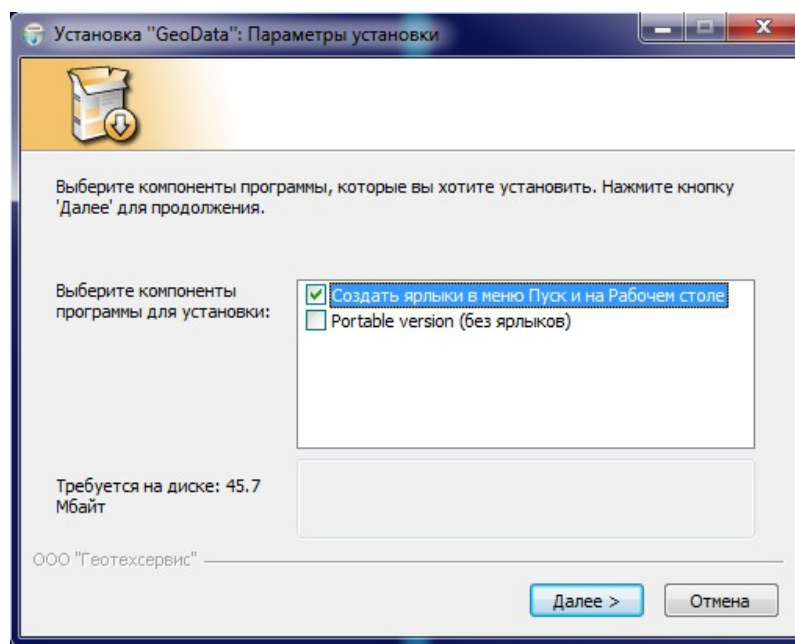 Установка "GeoData": Параметры установки
Выберите компоненты программы, которые вы хотите установить. Нажмите кнопку
'Далее' для продолжения.
Выберите компоненты
программы для установки:
Создать ярлыки в меню Пуск и на Рабочем столе
Portable version (без ярлыков)
Требуется на диске: 45.7
Мбайт
ООО "Геотехсервис"
Далее >
Отмена